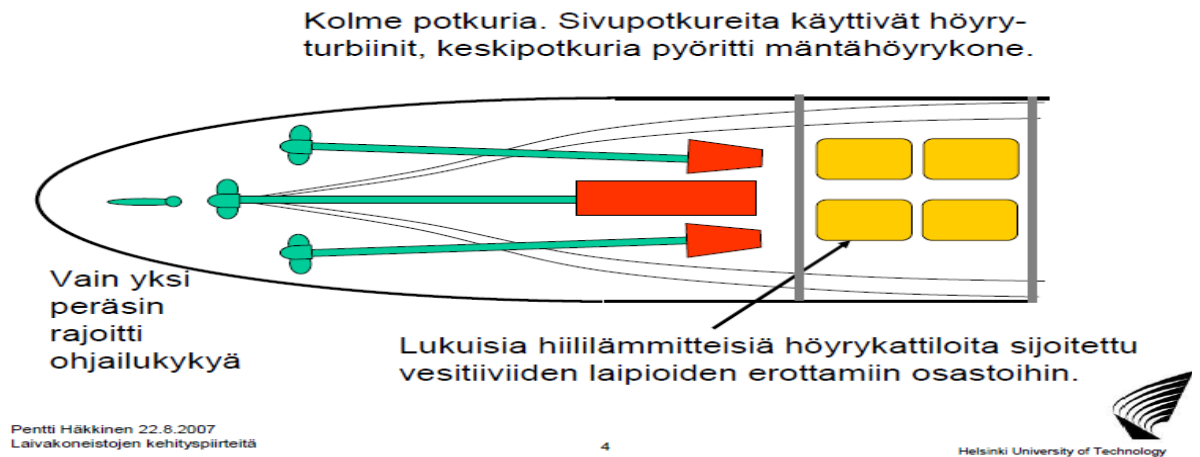 Kolme potkuria. Sivupotkureita käyttivät höyry-
turbiinit, keskipotkuria pyöritti mäntähöyrykone.
Vain yksi
peräsin
rajoitti
ohjailukykyä
Lukuisia hiililämmitteisiä höyrykattiloita sijoitettu
vesitiiviiden laipioiden erottamiin osastoihin.
Pentti Häkkinen 22.8.2007
Laivakoneistojen kehityspiirteitä
4
Helsinki University of Technology